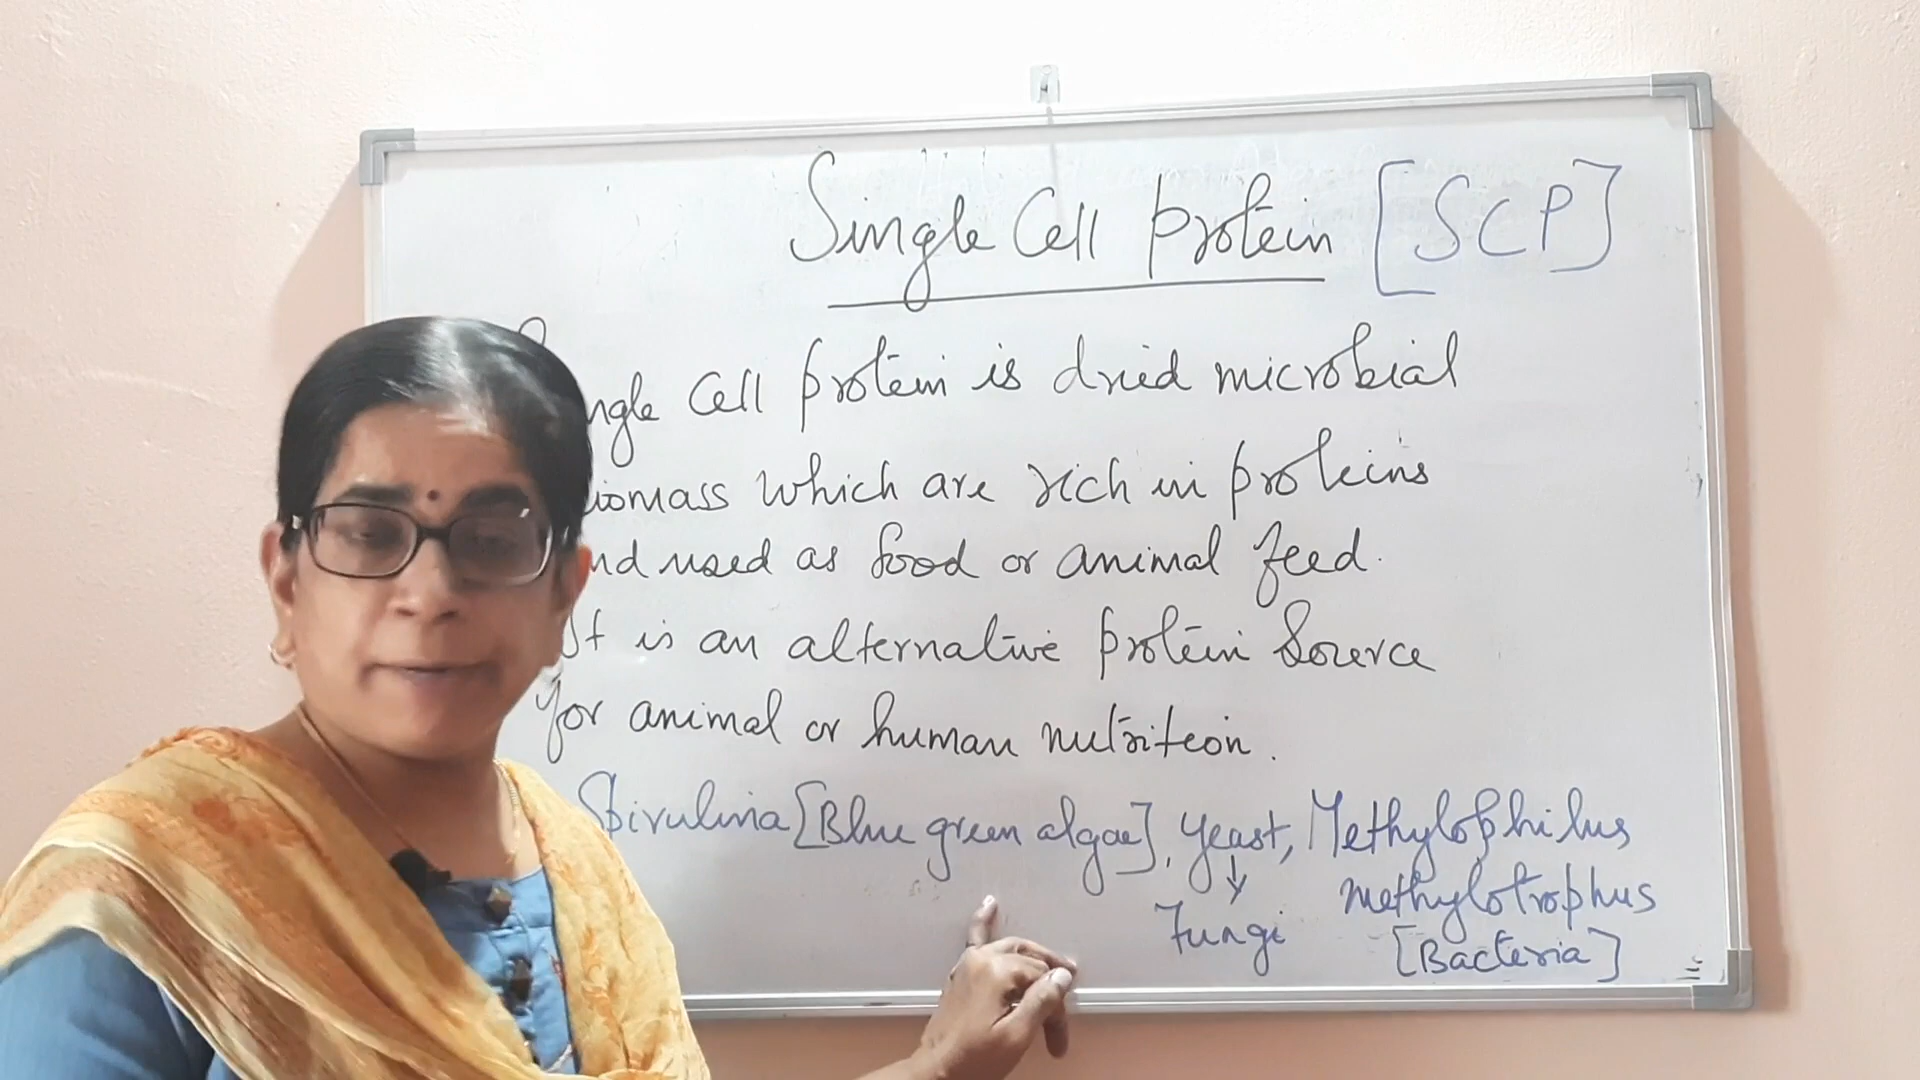 Single Cell protein [SCP]
ngle Cell protein is dried microbial
iomass which are rich in proteins
nd used as food or animal feed.
It is an alternative protein Source
for animal or human nutrition.
Spirulina [Blue green algae], yeast, Methylophilus
↓ methylotrophus
Fungi [Bacteria]